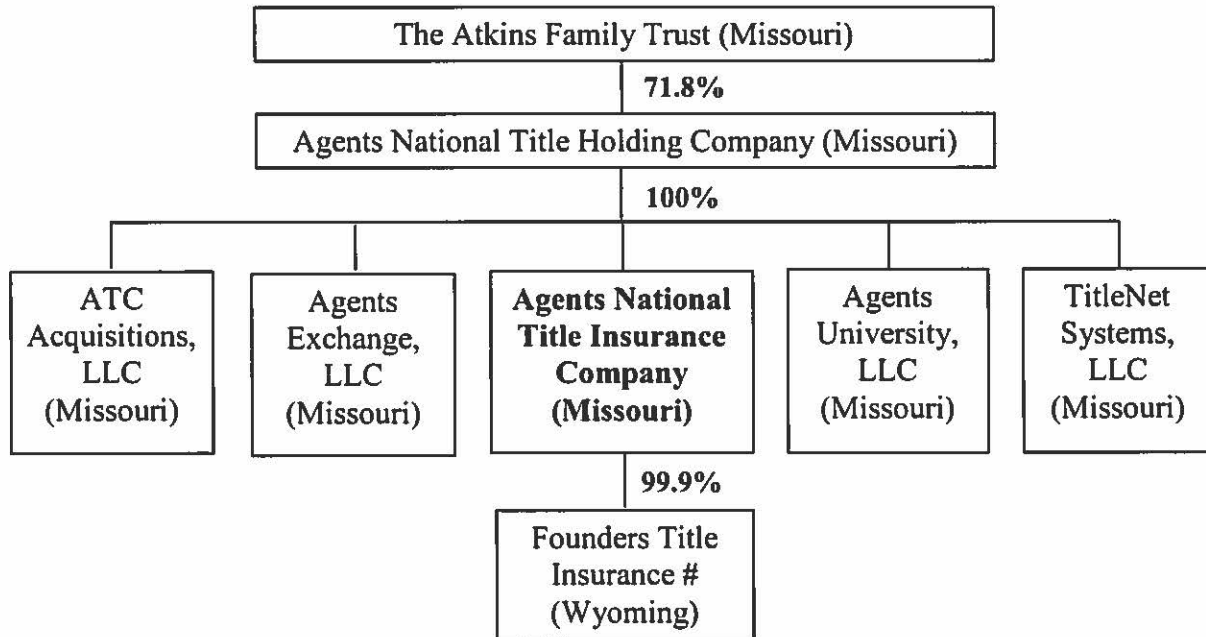 The Atkins Family Trust (Missouri)
71.8%
Agents National Title Holding Company (Missouri)
100%
ATC
Acquisitions,
LLC
(Missouri)
Agents
Exchange,
LLC
(Missouri)
Agents National
Title Insurance
Company
(Missouri)
Agents
University,
LLC
(Missouri)
TitleNet
Systems,
LLC
(Missouri)
99.9%
Founders Title
Insurance #
(Wyoming)